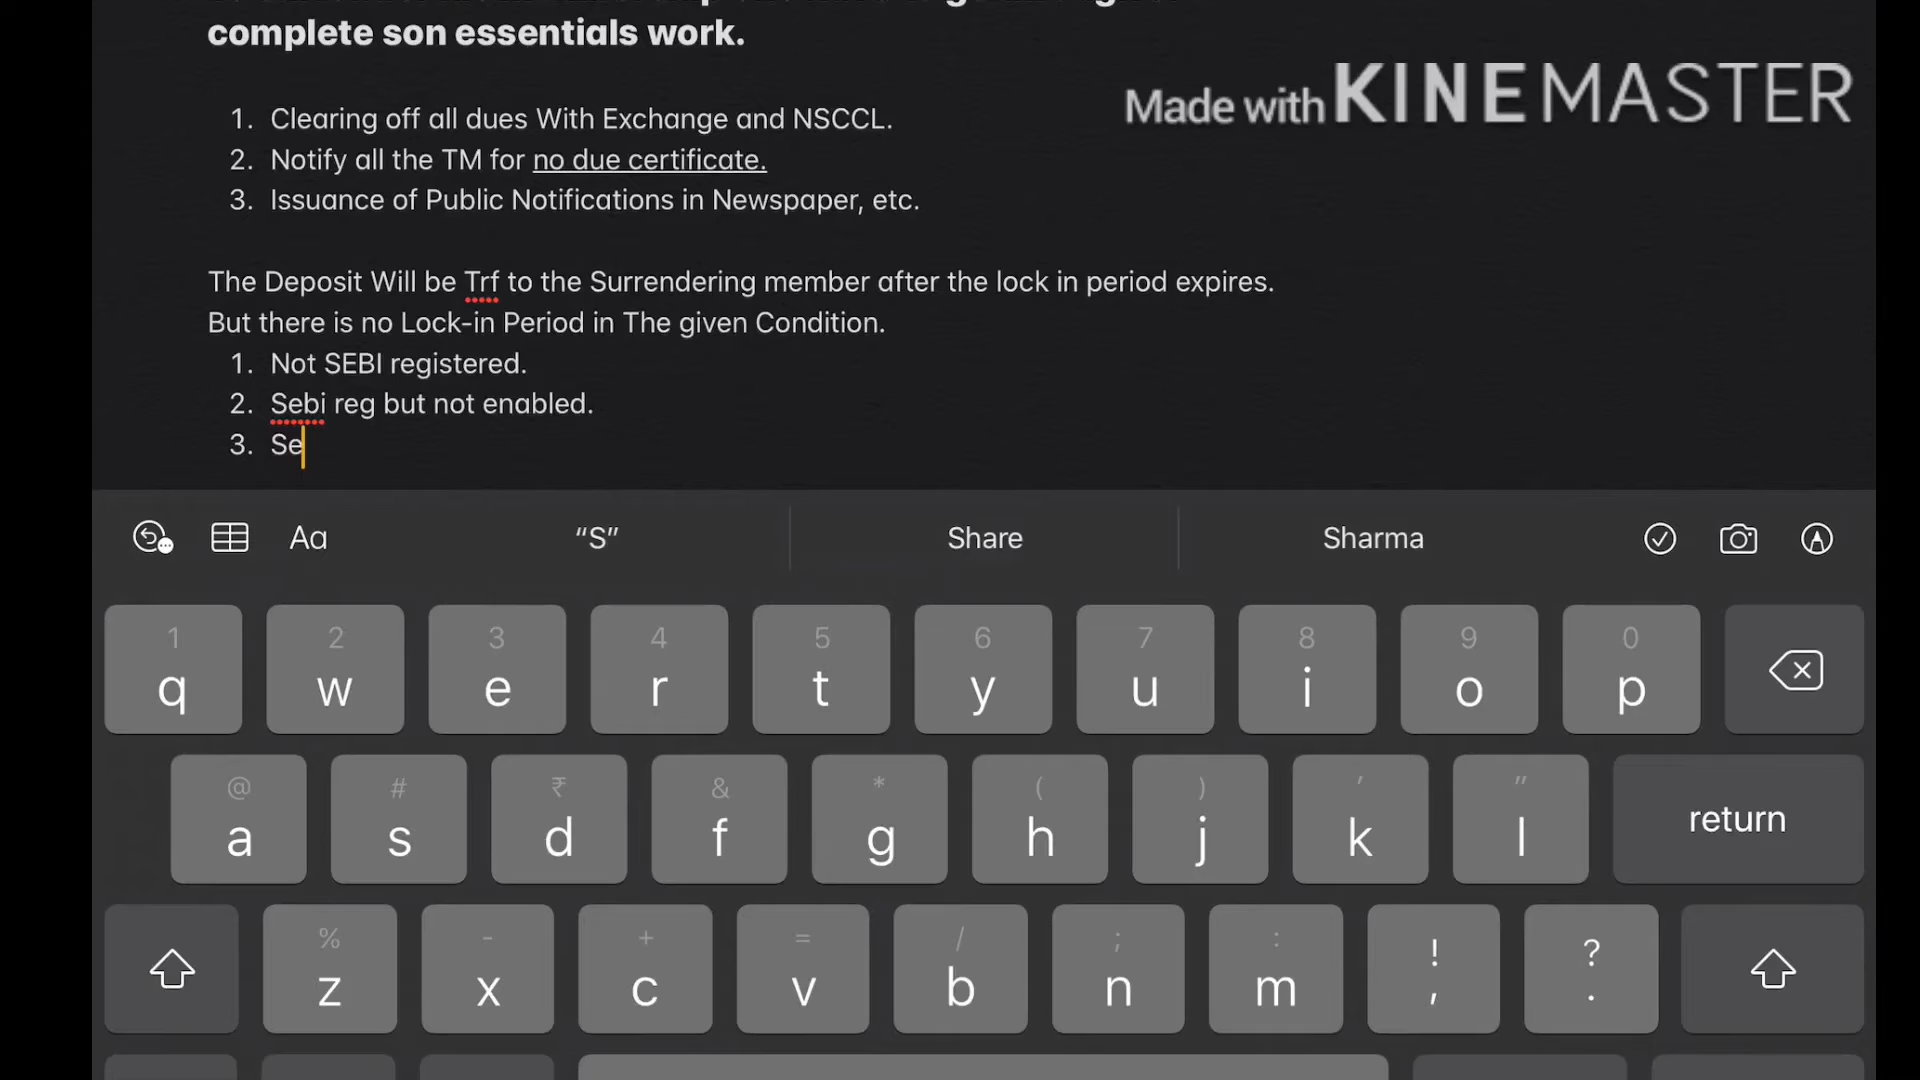 complete son essentials work.
Made with KINEMASTER
1. Clearing off all dues With Exchange and NSCCL.
2. Notify all the TM for no due certificate.
3. Issuance of Public Notifications in Newspaper, etc.
The Deposit Will be Trf to the Surrendering member after the lock in period expires.
But there is no Lock-in Period in The given Condition.
1. Not SEBI registered.
2. Sebi reg but not enabled.
3. Se
Aa “S” Share Sharma
1 2 3 4 5 6 7 8 9 0
q w e r t y u i o p
@ # ₹ & * ( ) ' "
a s d f g h j k l return
% - + = / ; : ! ?
z x c v b n m , .